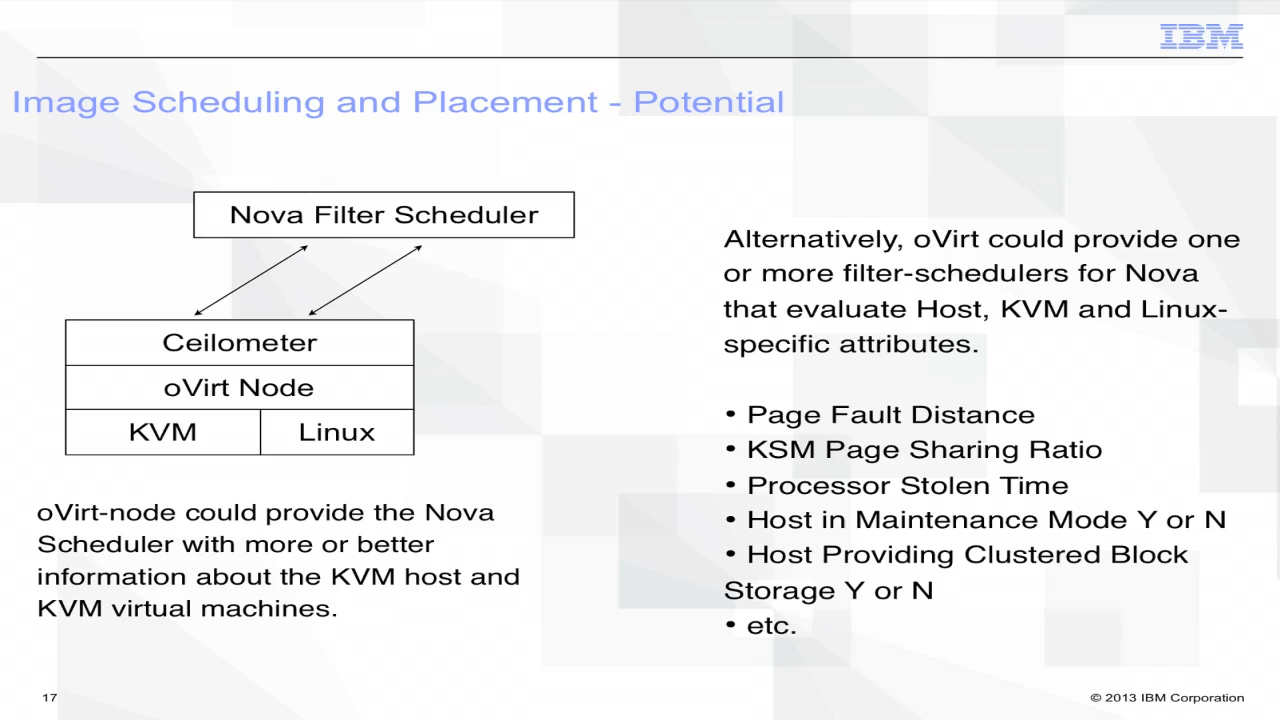 IBM
Image Scheduling and Placement - Potential
Nova Filter Scheduler
Ceilometer
oVirt Node
KVM
Linux
oVirt-node could provide the Nova
Scheduler with more or better
information about the KVM host and
KVM virtual machines.
Alternatively, oVirt could provide one
or more filter-schedulers for Nova
that evaluate Host, KVM and Linux-
specific attributes.
• Page Fault Distance
• KSM Page Sharing Ratio
• Processor Stolen Time
• Host in Maintenance Mode Y or N
• Host Providing Clustered Block
Storage Y or N
• etc.
17
© 2013 IBM Corporation